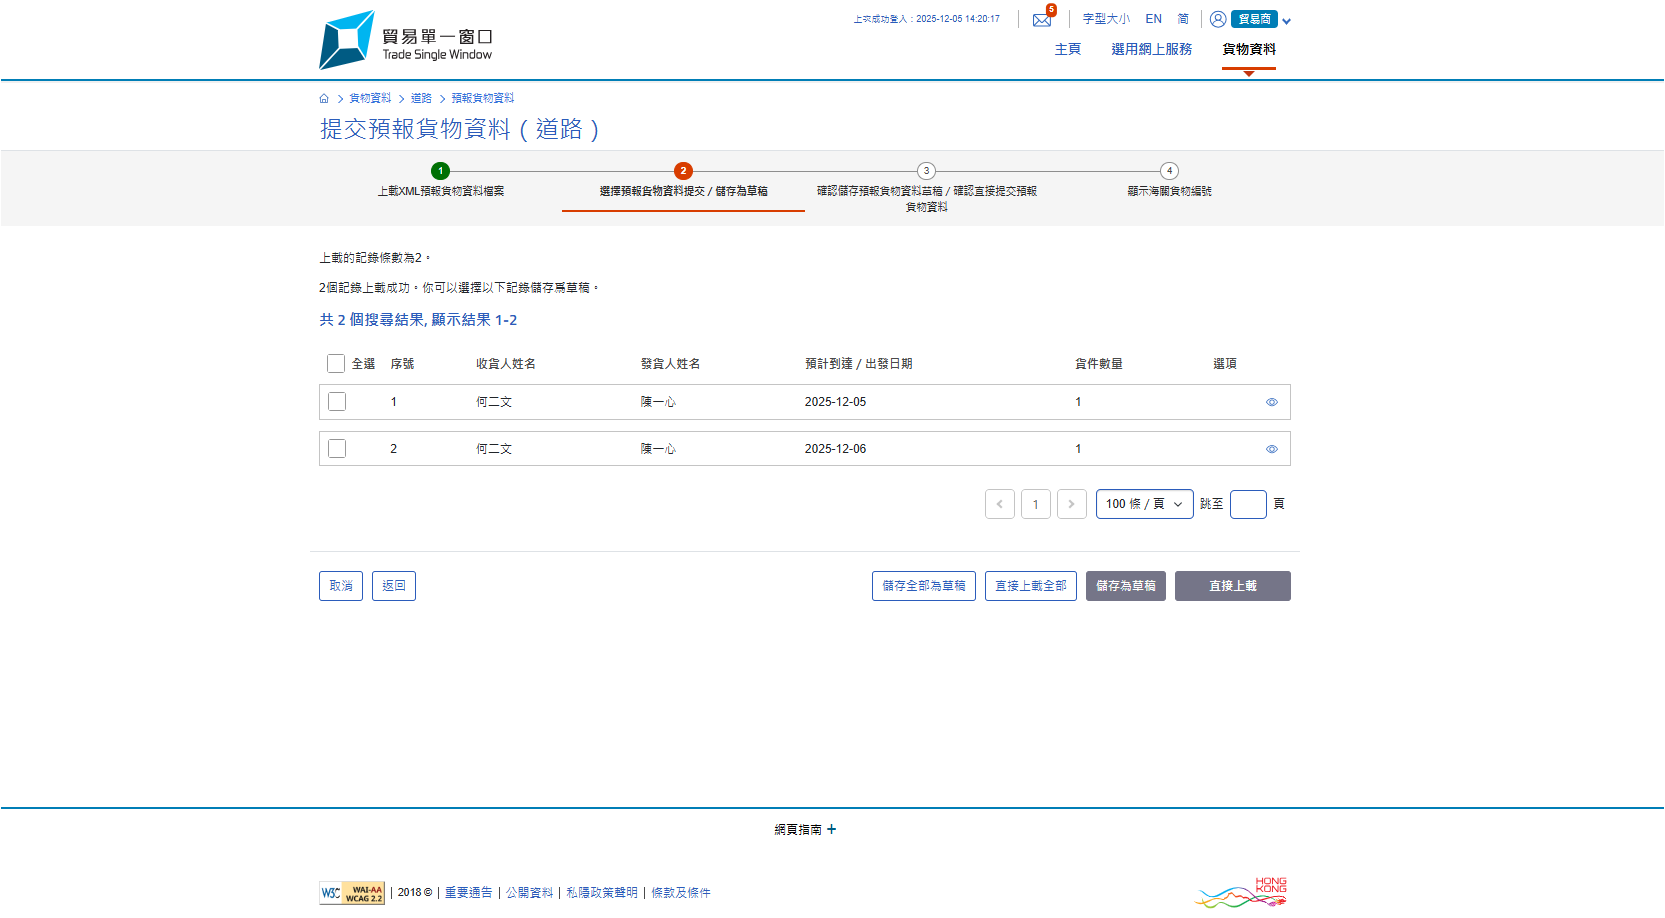 貿易單一窗口
Trade Single Window
上次成功登入：2025-12-05 14:20:17
5
字型大小 EN 简 貿易商
主頁 選用網上服務 貨物資料
貨物資料 道路 預報貨物資料
提交預報貨物資料（道路）
1
上載XML預報貨物資料檔案
2
選擇預報貨物資料提交 / 儲存為草稿
3
確認儲存預報貨物資料草稿 / 確認直接提交預報
貨物資料
4
顯示海關貨物編號
上載的記錄條數為2。
2個記錄上載成功。你可以選擇以下記錄儲存爲草稿。
共 2 個搜尋結果, 顯示結果 1-2
全選 序號 收貨人姓名 發貨人姓名 預計到達 / 出發日期 貨件數量 選項
1 何二文 陳一心 2025-12-05 1
2 何二文 陳一心 2025-12-06 1
1 100 條 / 頁 跳至 頁
取消 返回 儲存全部為草稿 直接上載全部 儲存為草稿 直接上載
網頁指南
W3C WAI-AA WCAG 2.2 | 2018 © | 重要通告 | 公開資料 | 私隱政策聲明 | 條款及條件
HONG
KONG